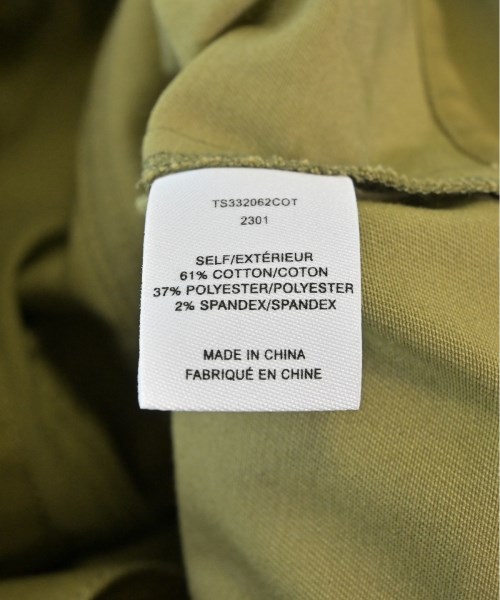 TS332062COT
2301
SELF/EXTÉRIEUR
61% COTTON/COTON
37% POLYESTER/POLYESTER
2% SPANDEX/SPANDEX
MADE IN CHINA
FABRIQUÉ EN CHINE